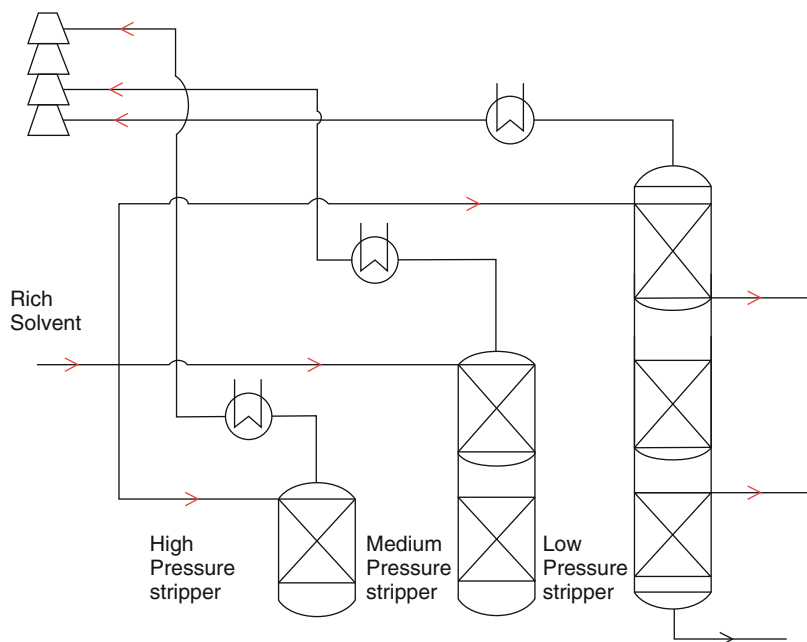 Rich
Solvent
High
Pressure
stripper
Medium
Pressure
stripper
Low
Pressure
stripper